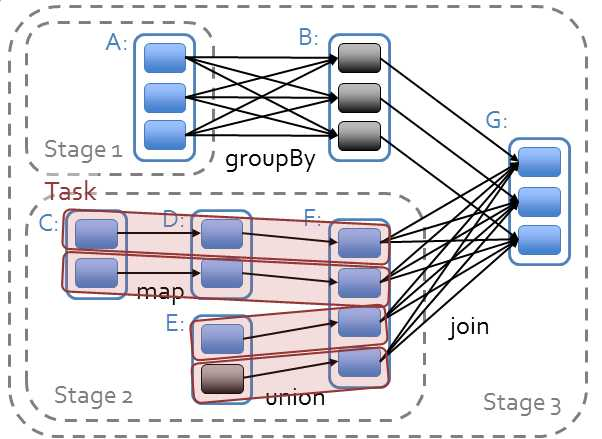 A:
B:
G:
Stage 1
groupBy
Task
C:
D:
F:
map
E:
join
Stage 2
union
Stage 3